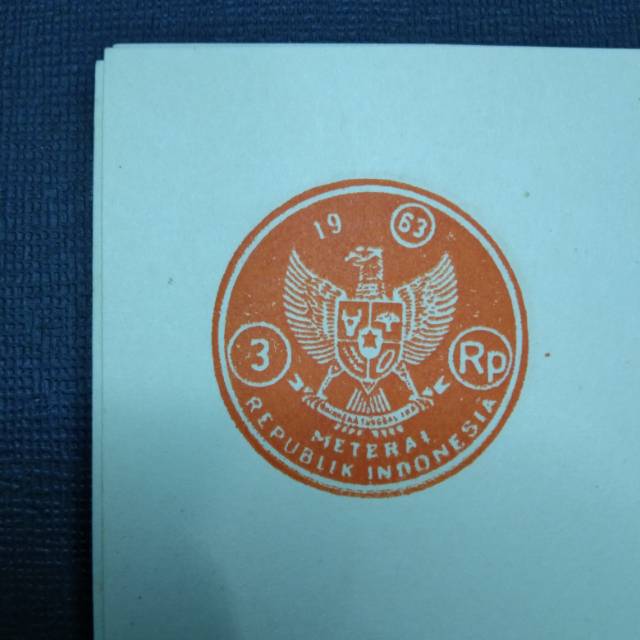 19 63
3 Rp
METERAI
REPUBLIK INDONESIA